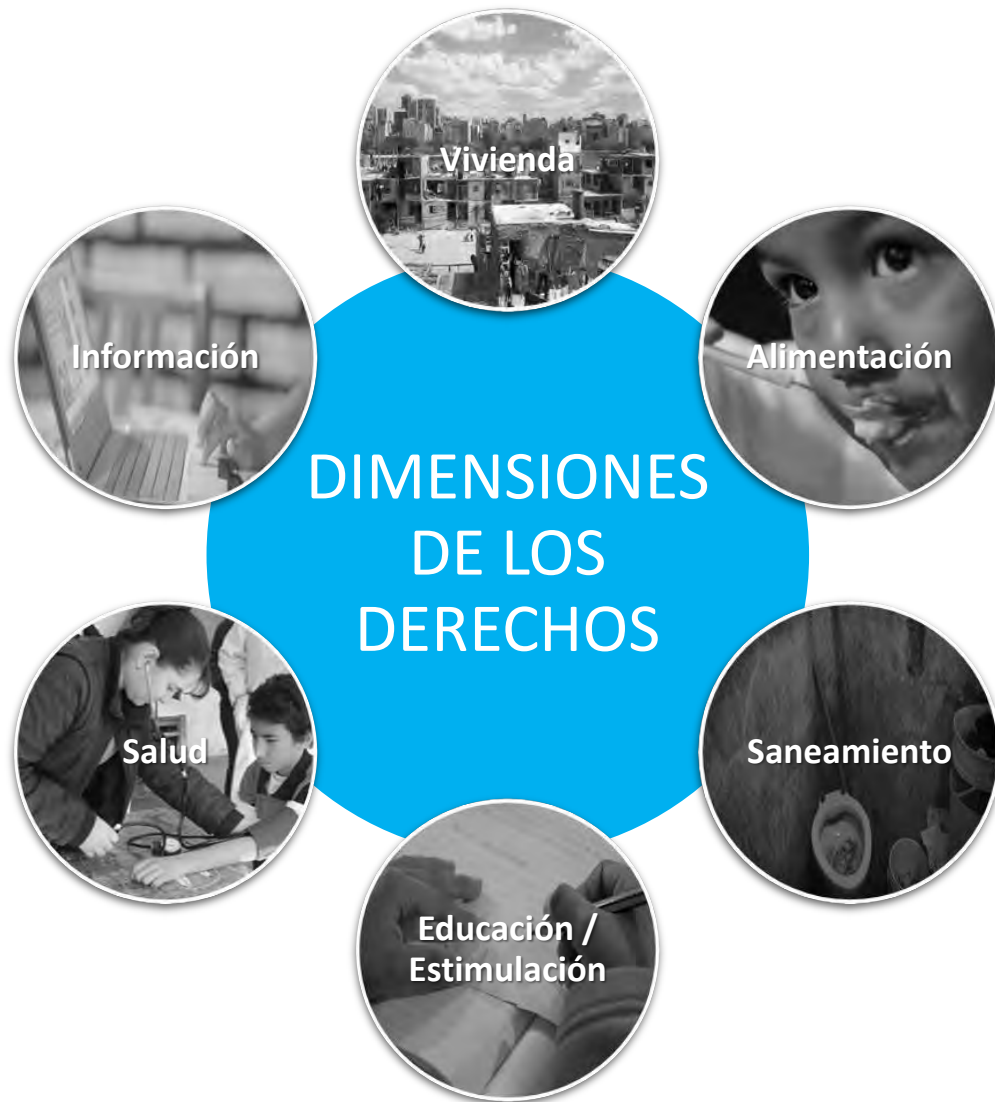 Vivienda
Alimentación
Saneamiento
Educación /
Estimulación
Salud
Información
DIMENSIONES
DE LOS
DERECHOS